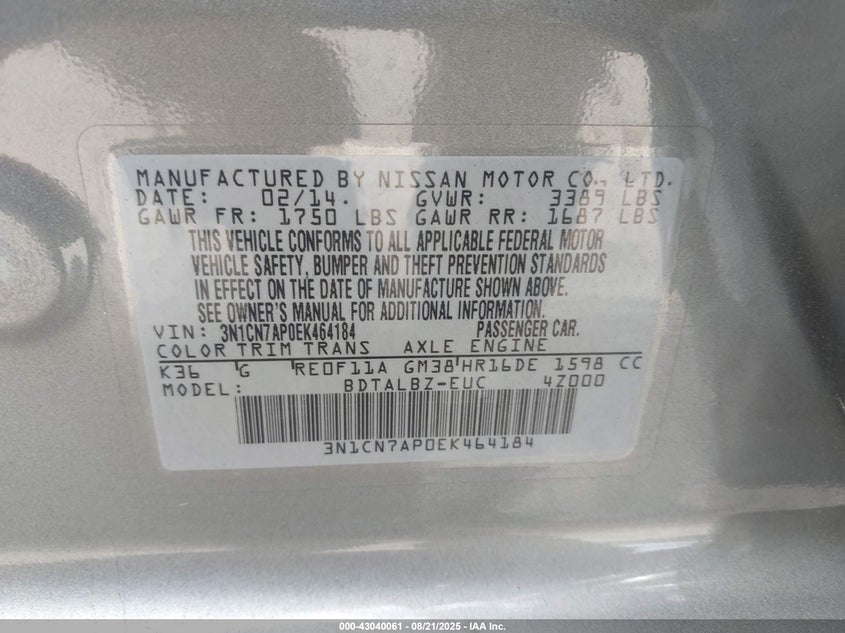 MANUFACTURED BY NISSAN MOTOR CO., LTD.
DATE: 02/14. GVWR: 3389 LBS
GAWR FR: 1750 LBS GAWR RR: 1687 LBS
THIS VEHICLE CONFORMS TO ALL APPLICABLE FEDERAL MOTOR
VEHICLE SAFETY, BUMPER AND THEFT PREVENTION STANDARDS
IN EFFECT ON THE DATE OF MANUFACTURE SHOWN ABOVE.
SEE OWNER'S MANUAL FOR ADDITIONAL INFORMATION.
VIN: 3N1CN7AP0EK464184 PASSENGER CAR.
COLOR TRIM TRANS AXLE ENGINE
K36 G RE0F11A GM38 HR16DE 1598 CC
MODEL: BDTALBZ-EUC 4Z000
3N1CN7AP0EK464184
000-43040061 - 08/21/2025 - IAA Inc.